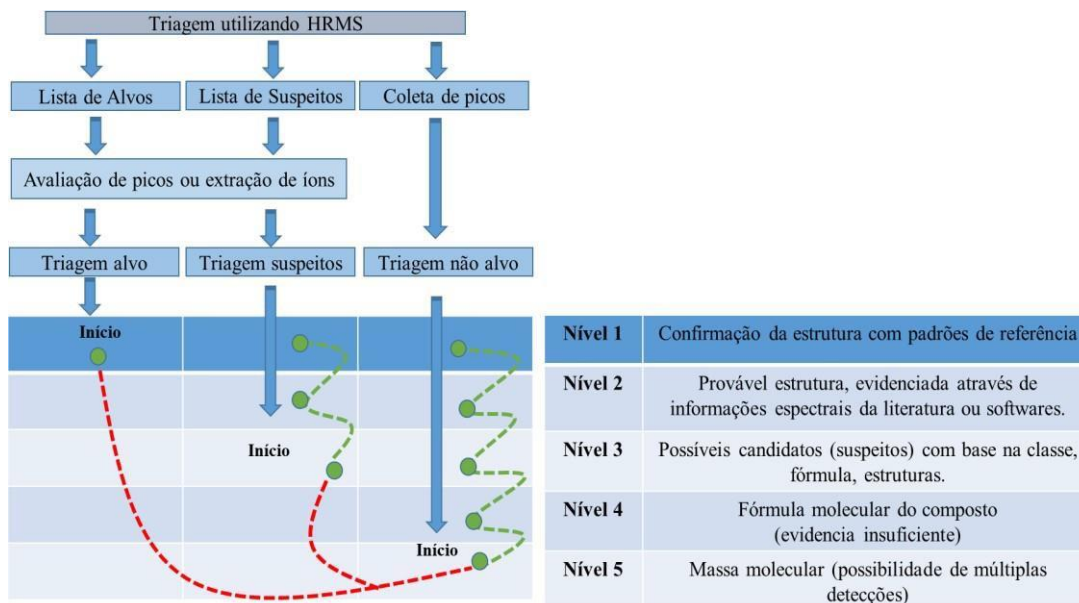 Triagem utilizando HRMS
Lista de Alvos
Lista de Suspeitos
Coleta de picos
Avaliação de picos ou extração de íons
Triagem alvo
Triagem suspeitos
Triagem não alvo
Início
Início
Início
Nível 1
Confirmação da estrutura com padrões de referência
Nível 2
Provável estrutura, evidenciada através de
informações espectrais da literatura ou softwares.
Nível 3
Possíveis candidatos (suspeitos) com base na classe,
fórmula, estruturas.
Nível 4
Fórmula molecular do composto
(evidencia insuficiente)
Nível 5
Massa molecular (possibilidade de múltiplas
detecções)